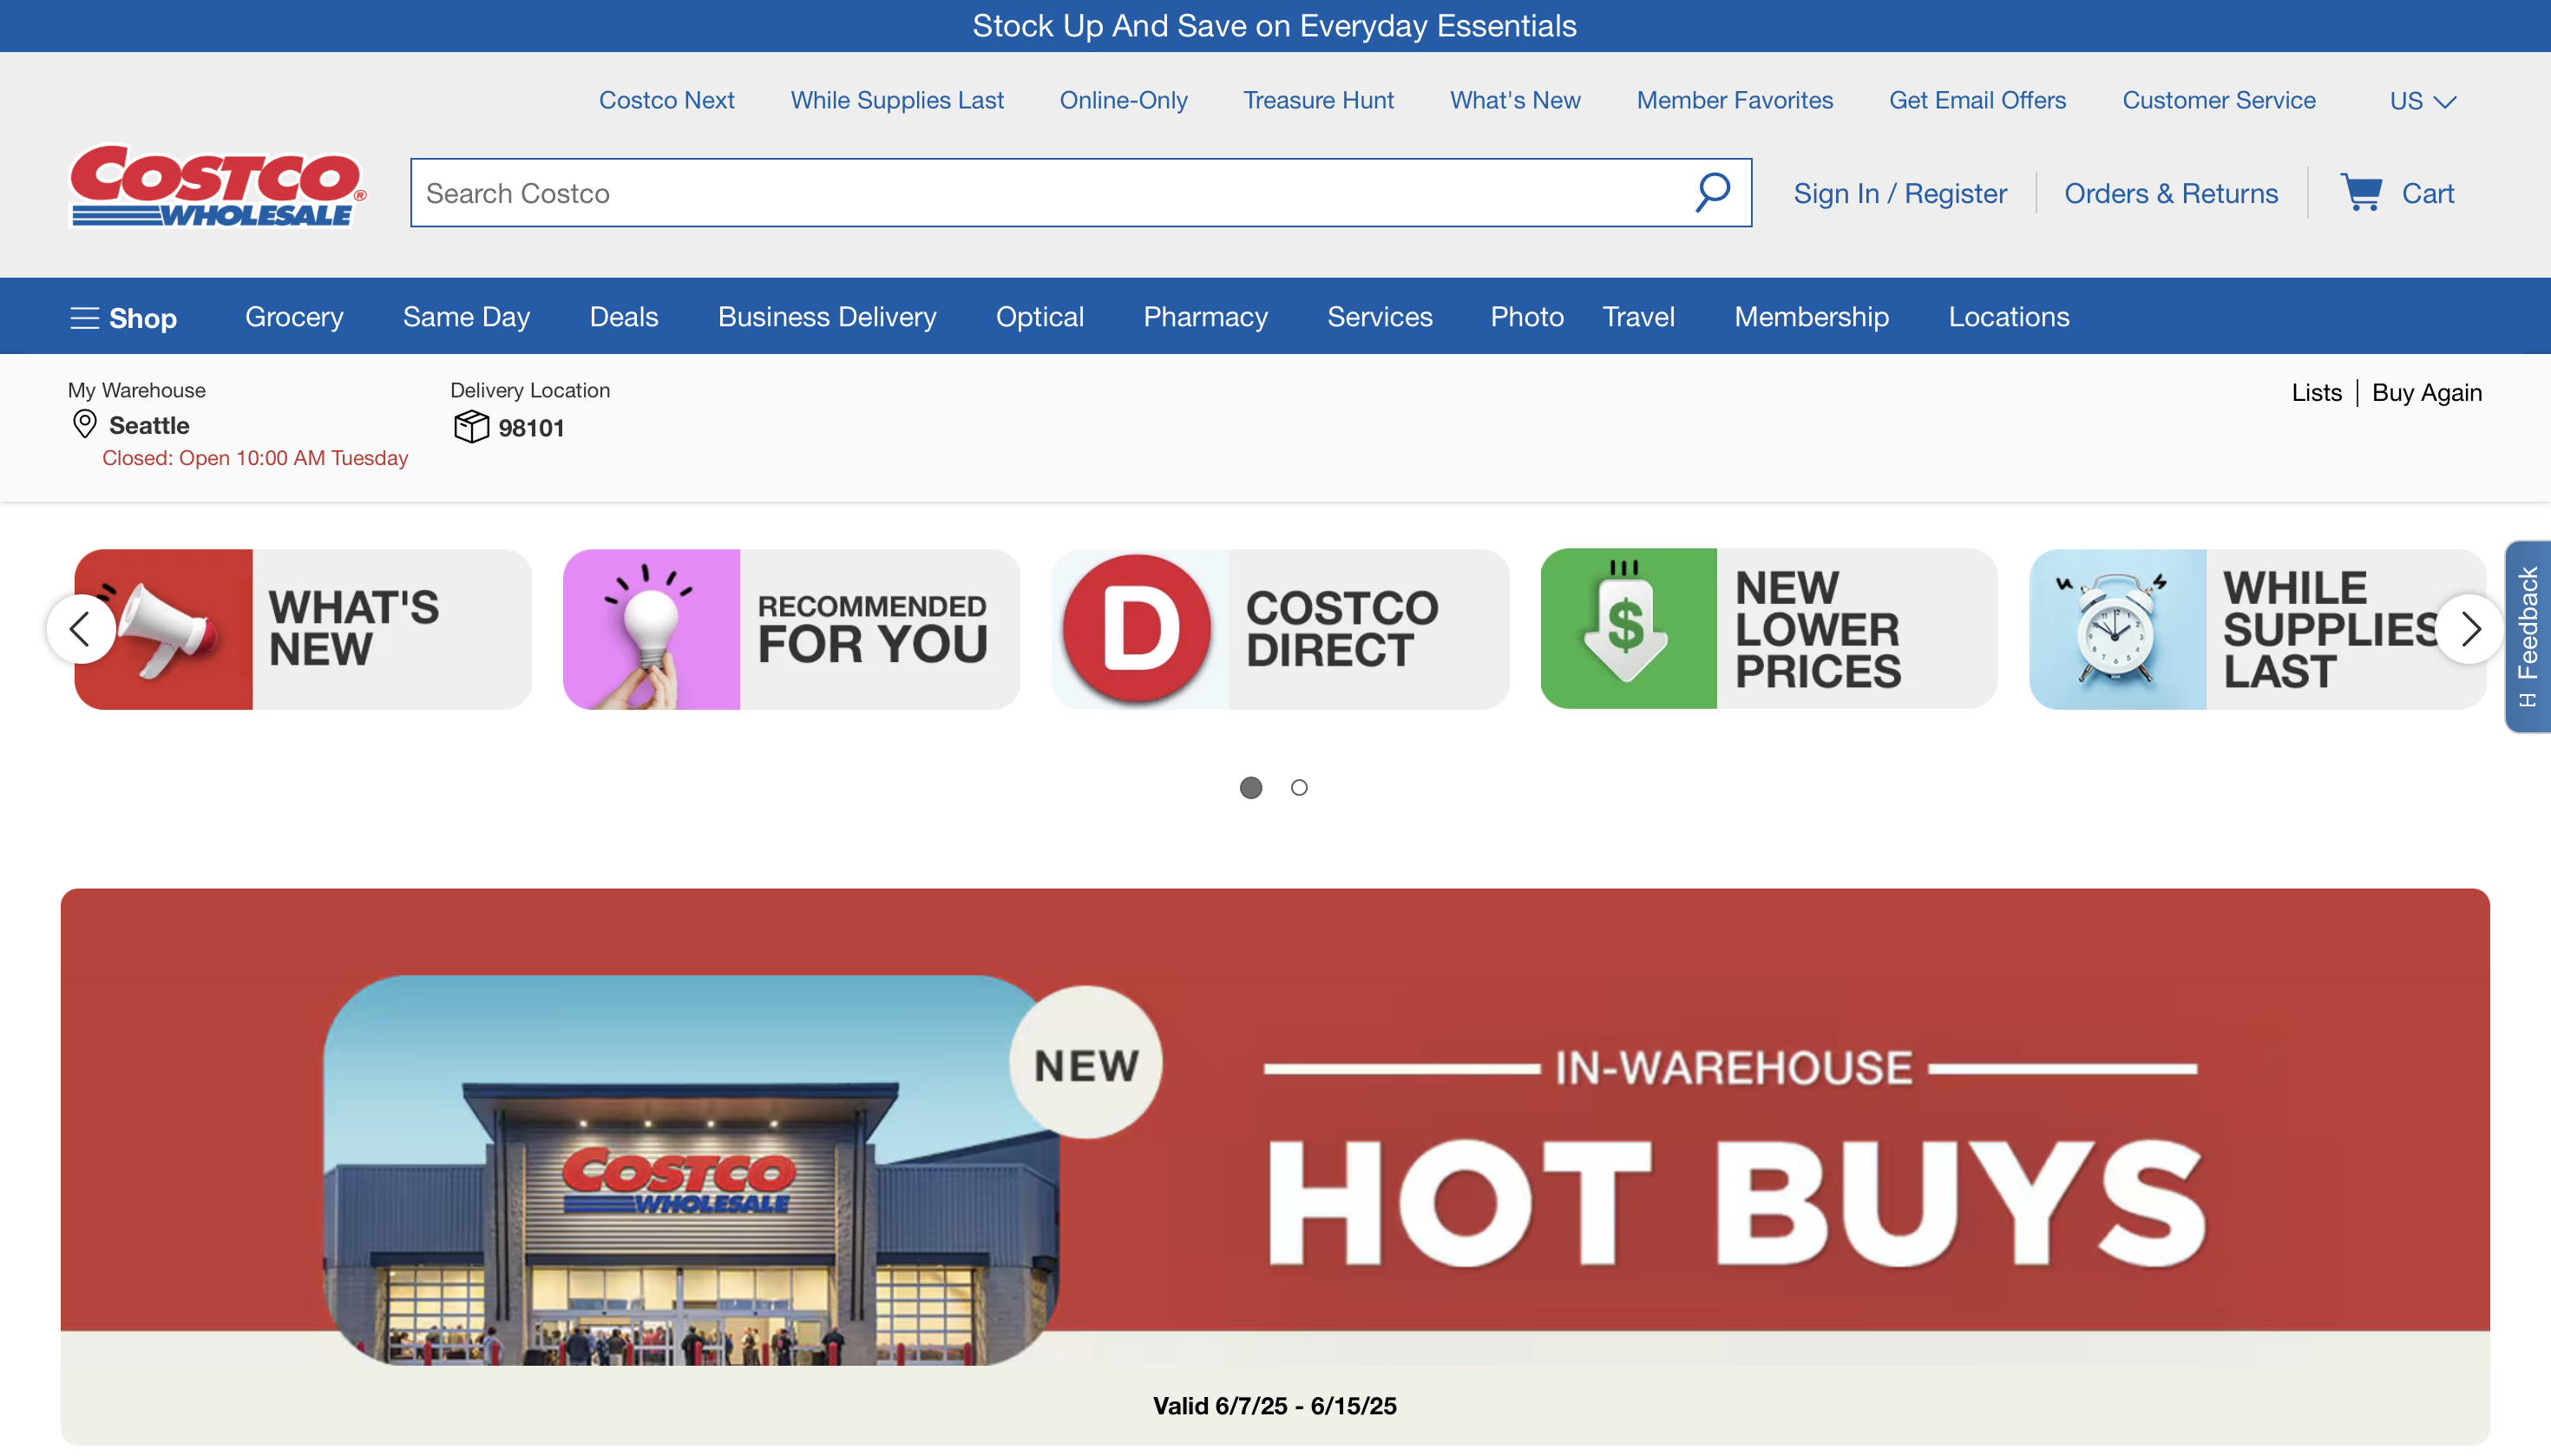 Stock Up And Save on Everyday Essentials
Costco Next While Supplies Last Online-Only Treasure Hunt What's New Member Favorites Get Email Offers Customer Service US
COSTCO®
WHOLESALE
Search Costco
Sign In / Register Orders & Returns Cart
Shop Grocery Same Day Deals Business Delivery Optical Pharmacy Services Photo Travel Membership Locations
My Warehouse
Seattle
Closed: Open 10:00 AM Tuesday
Delivery Location
98101
Lists | Buy Again
WHAT'S
NEW
RECOMMENDED
FOR YOU
D
COSTCO
DIRECT
$
NEW
LOWER
PRICES
WHILE
SUPPLIES
LAST
Feedback
NEW
COSTCO
WHOLESALE
IN-WAREHOUSE
HOT BUYS
Valid 6/7/25 - 6/15/25